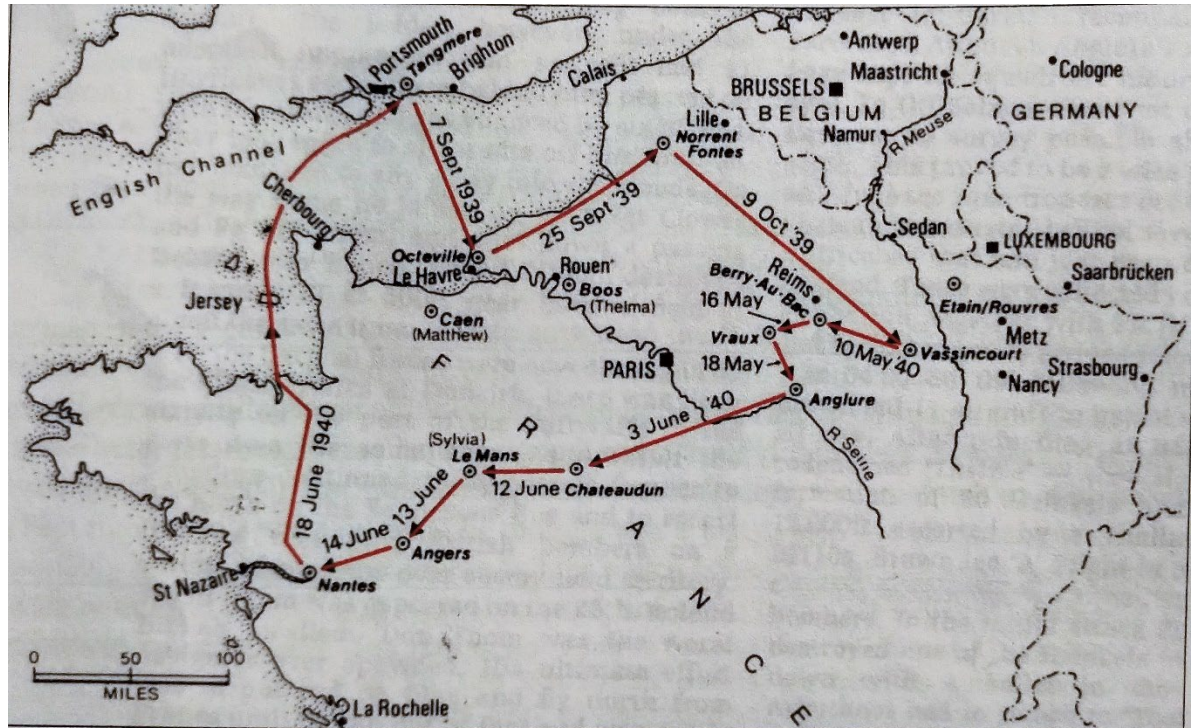 Portsmouth
Tangmere
Brighton
English Channel
Cherbourg
Jersey
7 Sept 1939
Octeville
Le Havre
Caen
(Matthew)
Rouen
Boos
(Thelma)
25 Sept '39
Calais
Lille
Norrent
Fontes
Antwerp
BRUSSELS
BELGIUM
Maastricht
Namur
R. Meuse
Cologne
GERMANY
9 Oct 39
Sedan
LUXEMBOURG
Saarbrücken
Etain/Rouvres
Metz
Nancy
Strasbourg
Reims
Berry-Au-Bac
16 May
Vraux
18 May
10 May '40
Vassincourt
PARIS
Anglure
R. Seine
3 June '40
Chateaudun
12 June
(Sylvia)
Le Mans
13 June
Angers
14 June
Nantes
St Nazaire
18 June 1940
La Rochelle
FRANCE
0 50 100
MILES